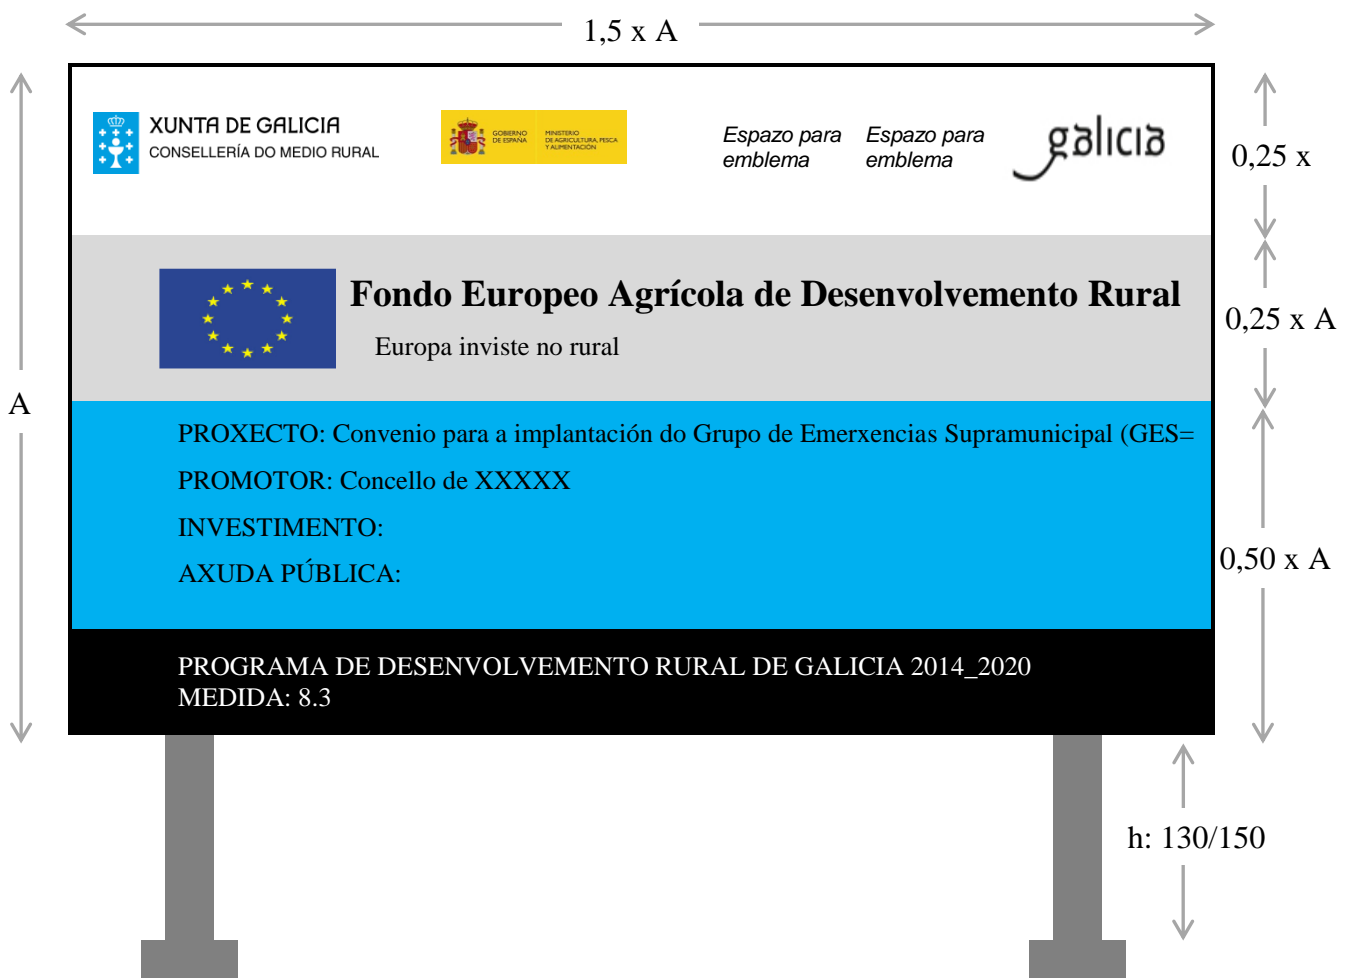 1,5 x A
XUNTA DE GALICIA
CONSELLERÍA DO MEDIO RURAL
GOBIERNO
DE ESPAÑA
MINISTERIO
DE AGRICULTURA, PESCA
Y ALIMENTACIÓN
Espazo para
emblema
Espazo para
emblema
galicia
0,25 x
Fondo Europeo Agrícola de Desenvolvemento Rural
Europa inviste no rural
0,25 x A
A
PROXECTO: Convenio para a implantación do Grupo de Emerxencias Supramunicipal (GES=
PROMOTOR: Concello de XXXXX
INVESTIMENTO:
AXUDA PÚBLICA:
0,50 x A
PROGRAMA DE DESENVOLVEMENTO RURAL DE GALICIA 2014_2020
MEDIDA: 8.3
h: 130/150